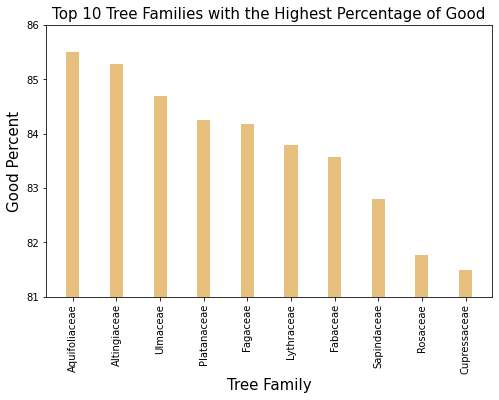 Top 10 Tree Families with the Highest Percentage of Good
86
85
84
83
82
81
Good Percent
Aquifoliaceae
Altingiaceae
Ulmaceae
Platanaceae
Fagaceae
Lythraceae
Fabaceae
Sapindaceae
Rosaceae
Cupressaceae
Tree Family